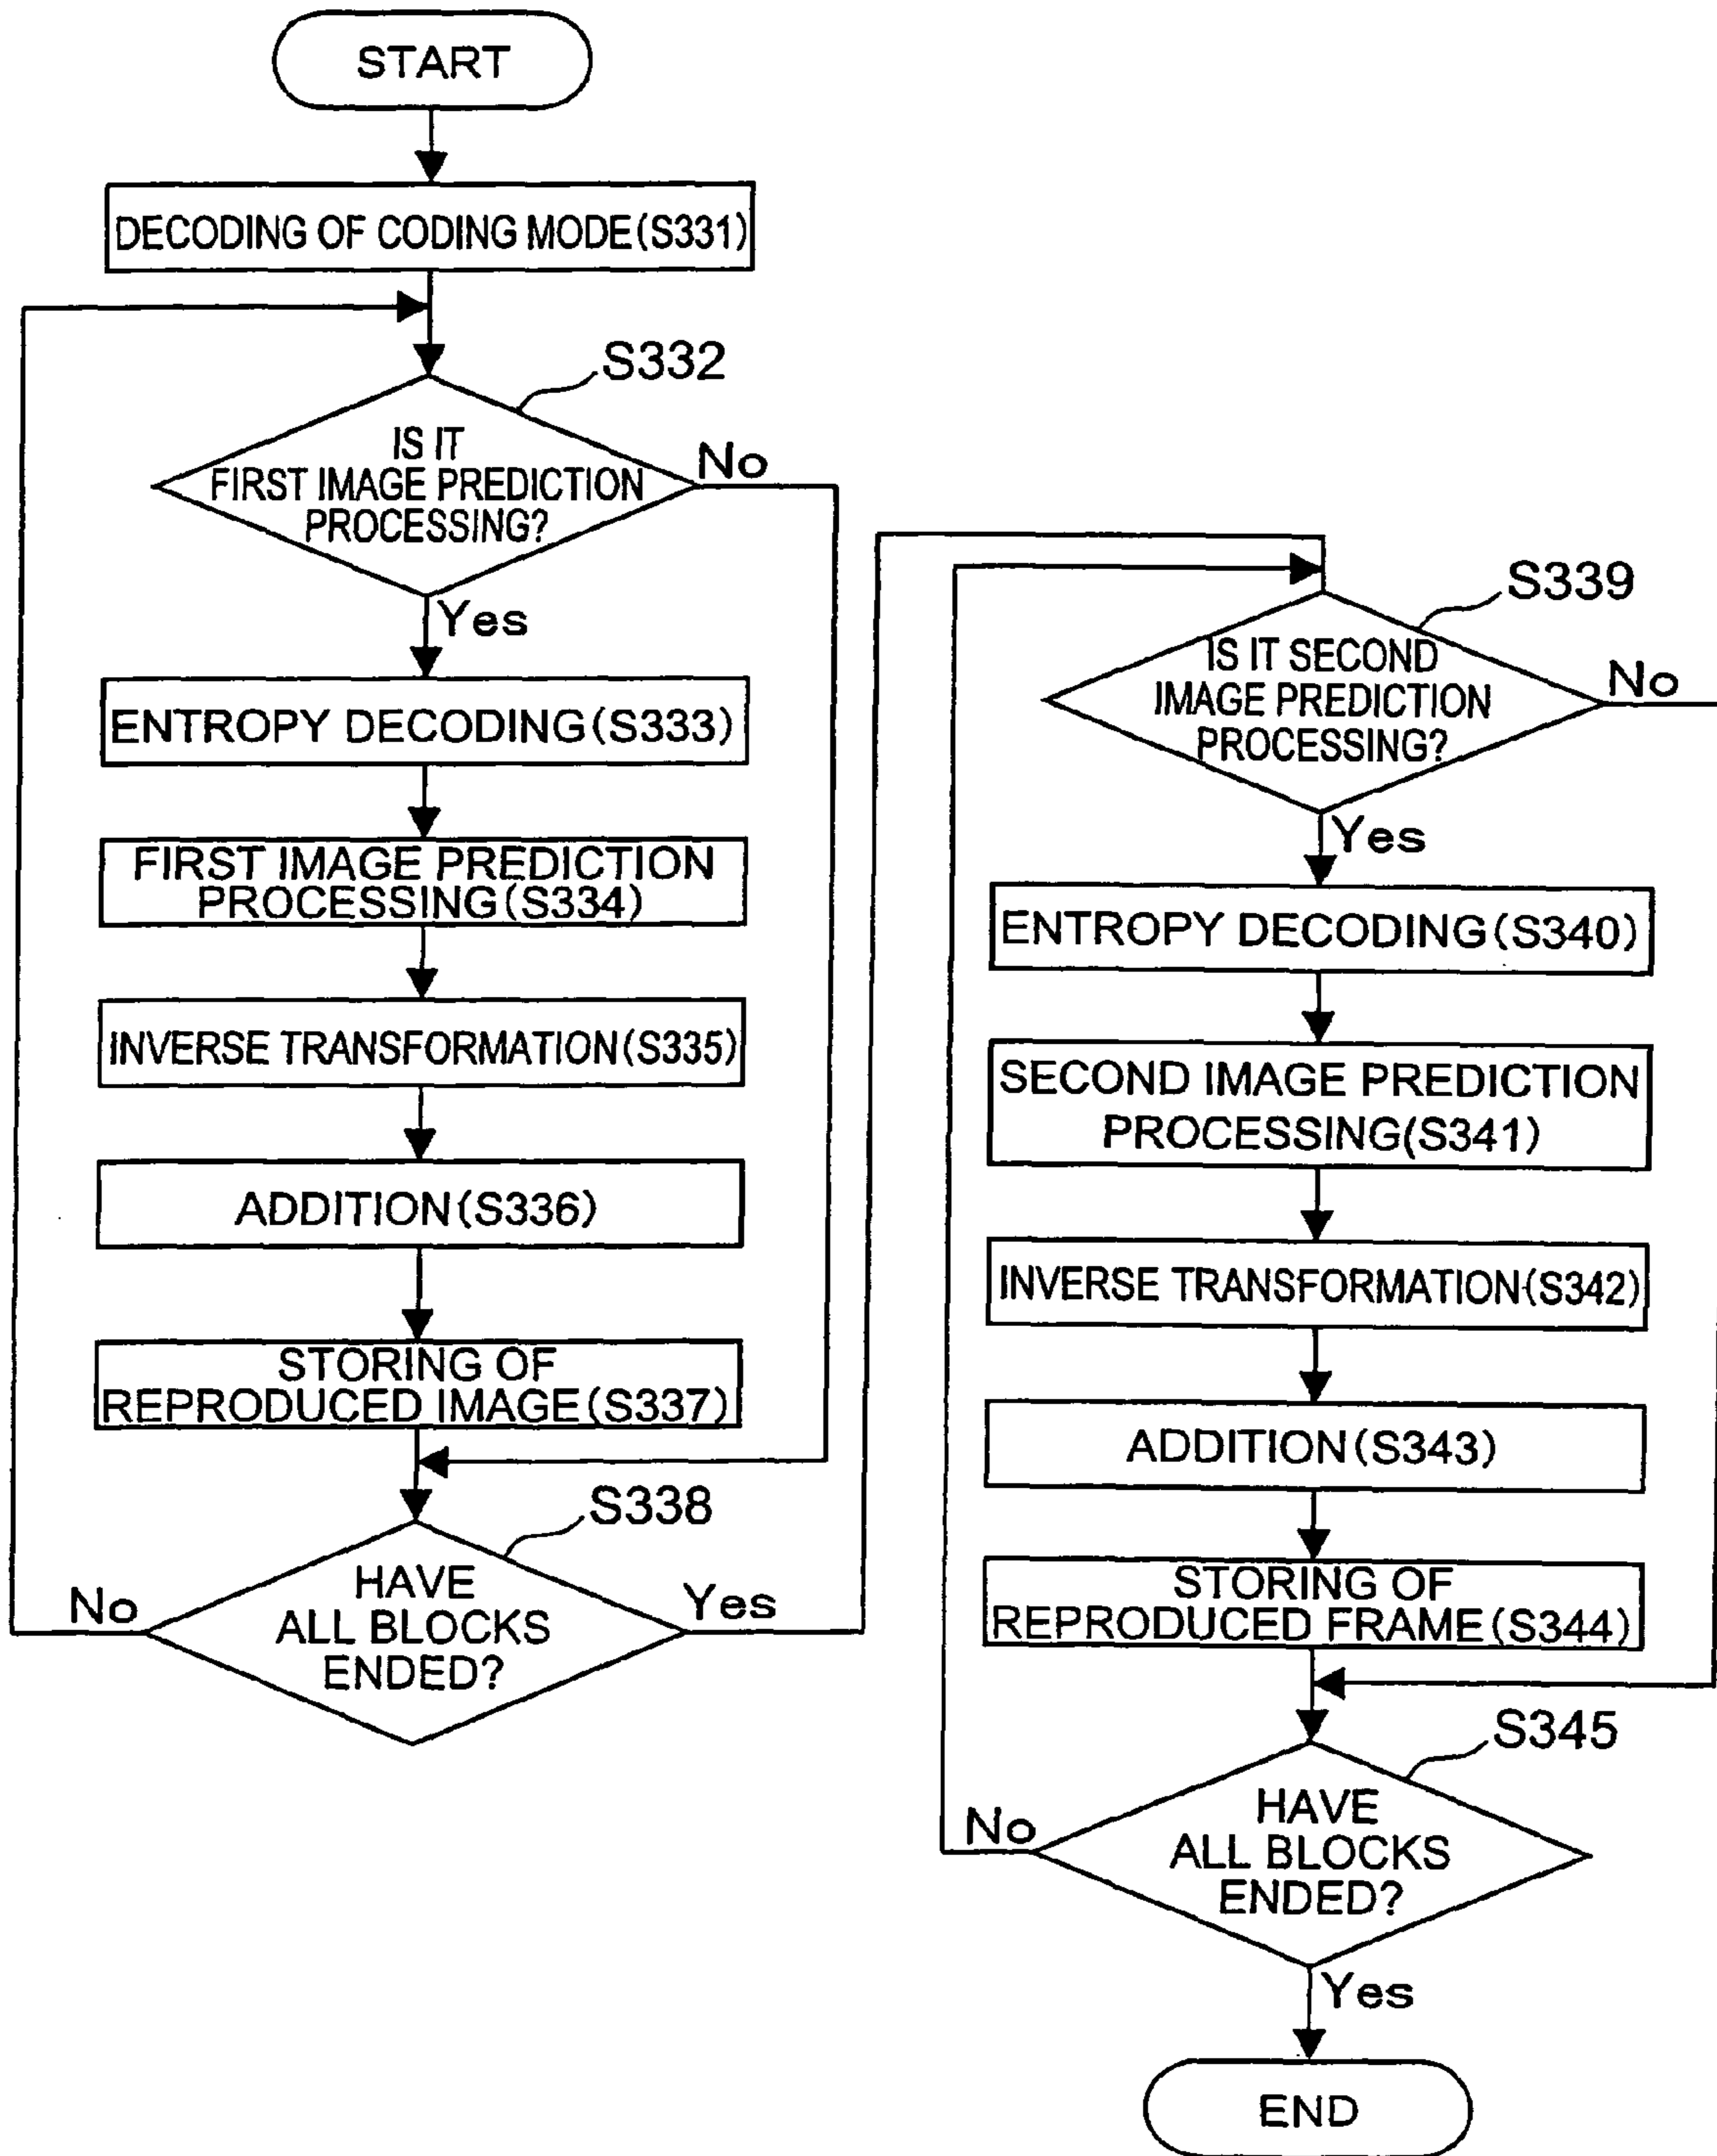 START
DECODING OF CODING MODE(S331)
S332
IS IT
FIRST IMAGE PREDICTION
PROCESSING?
No
Yes
ENTROPY DECODING(S333)
FIRST IMAGE PREDICTION
PROCESSING(S334)
INVERSE TRANSFORMATION(S335)
ADDITION(S336)
STORING OF
REPRODUCED IMAGE(S337)
S338
HAVE
ALL BLOCKS
ENDED?
No
Yes
S339
IS IT SECOND
IMAGE PREDICTION
PROCESSING?
No
Yes
ENTROPY DECODING(S340)
SECOND IMAGE PREDICTION
PROCESSING(S341)
INVERSE TRANSFORMATION(S342)
ADDITION(S343)
STORING OF
REPRODUCED FRAME(S344)
S345
HAVE
ALL BLOCKS
ENDED?
No
Yes
END